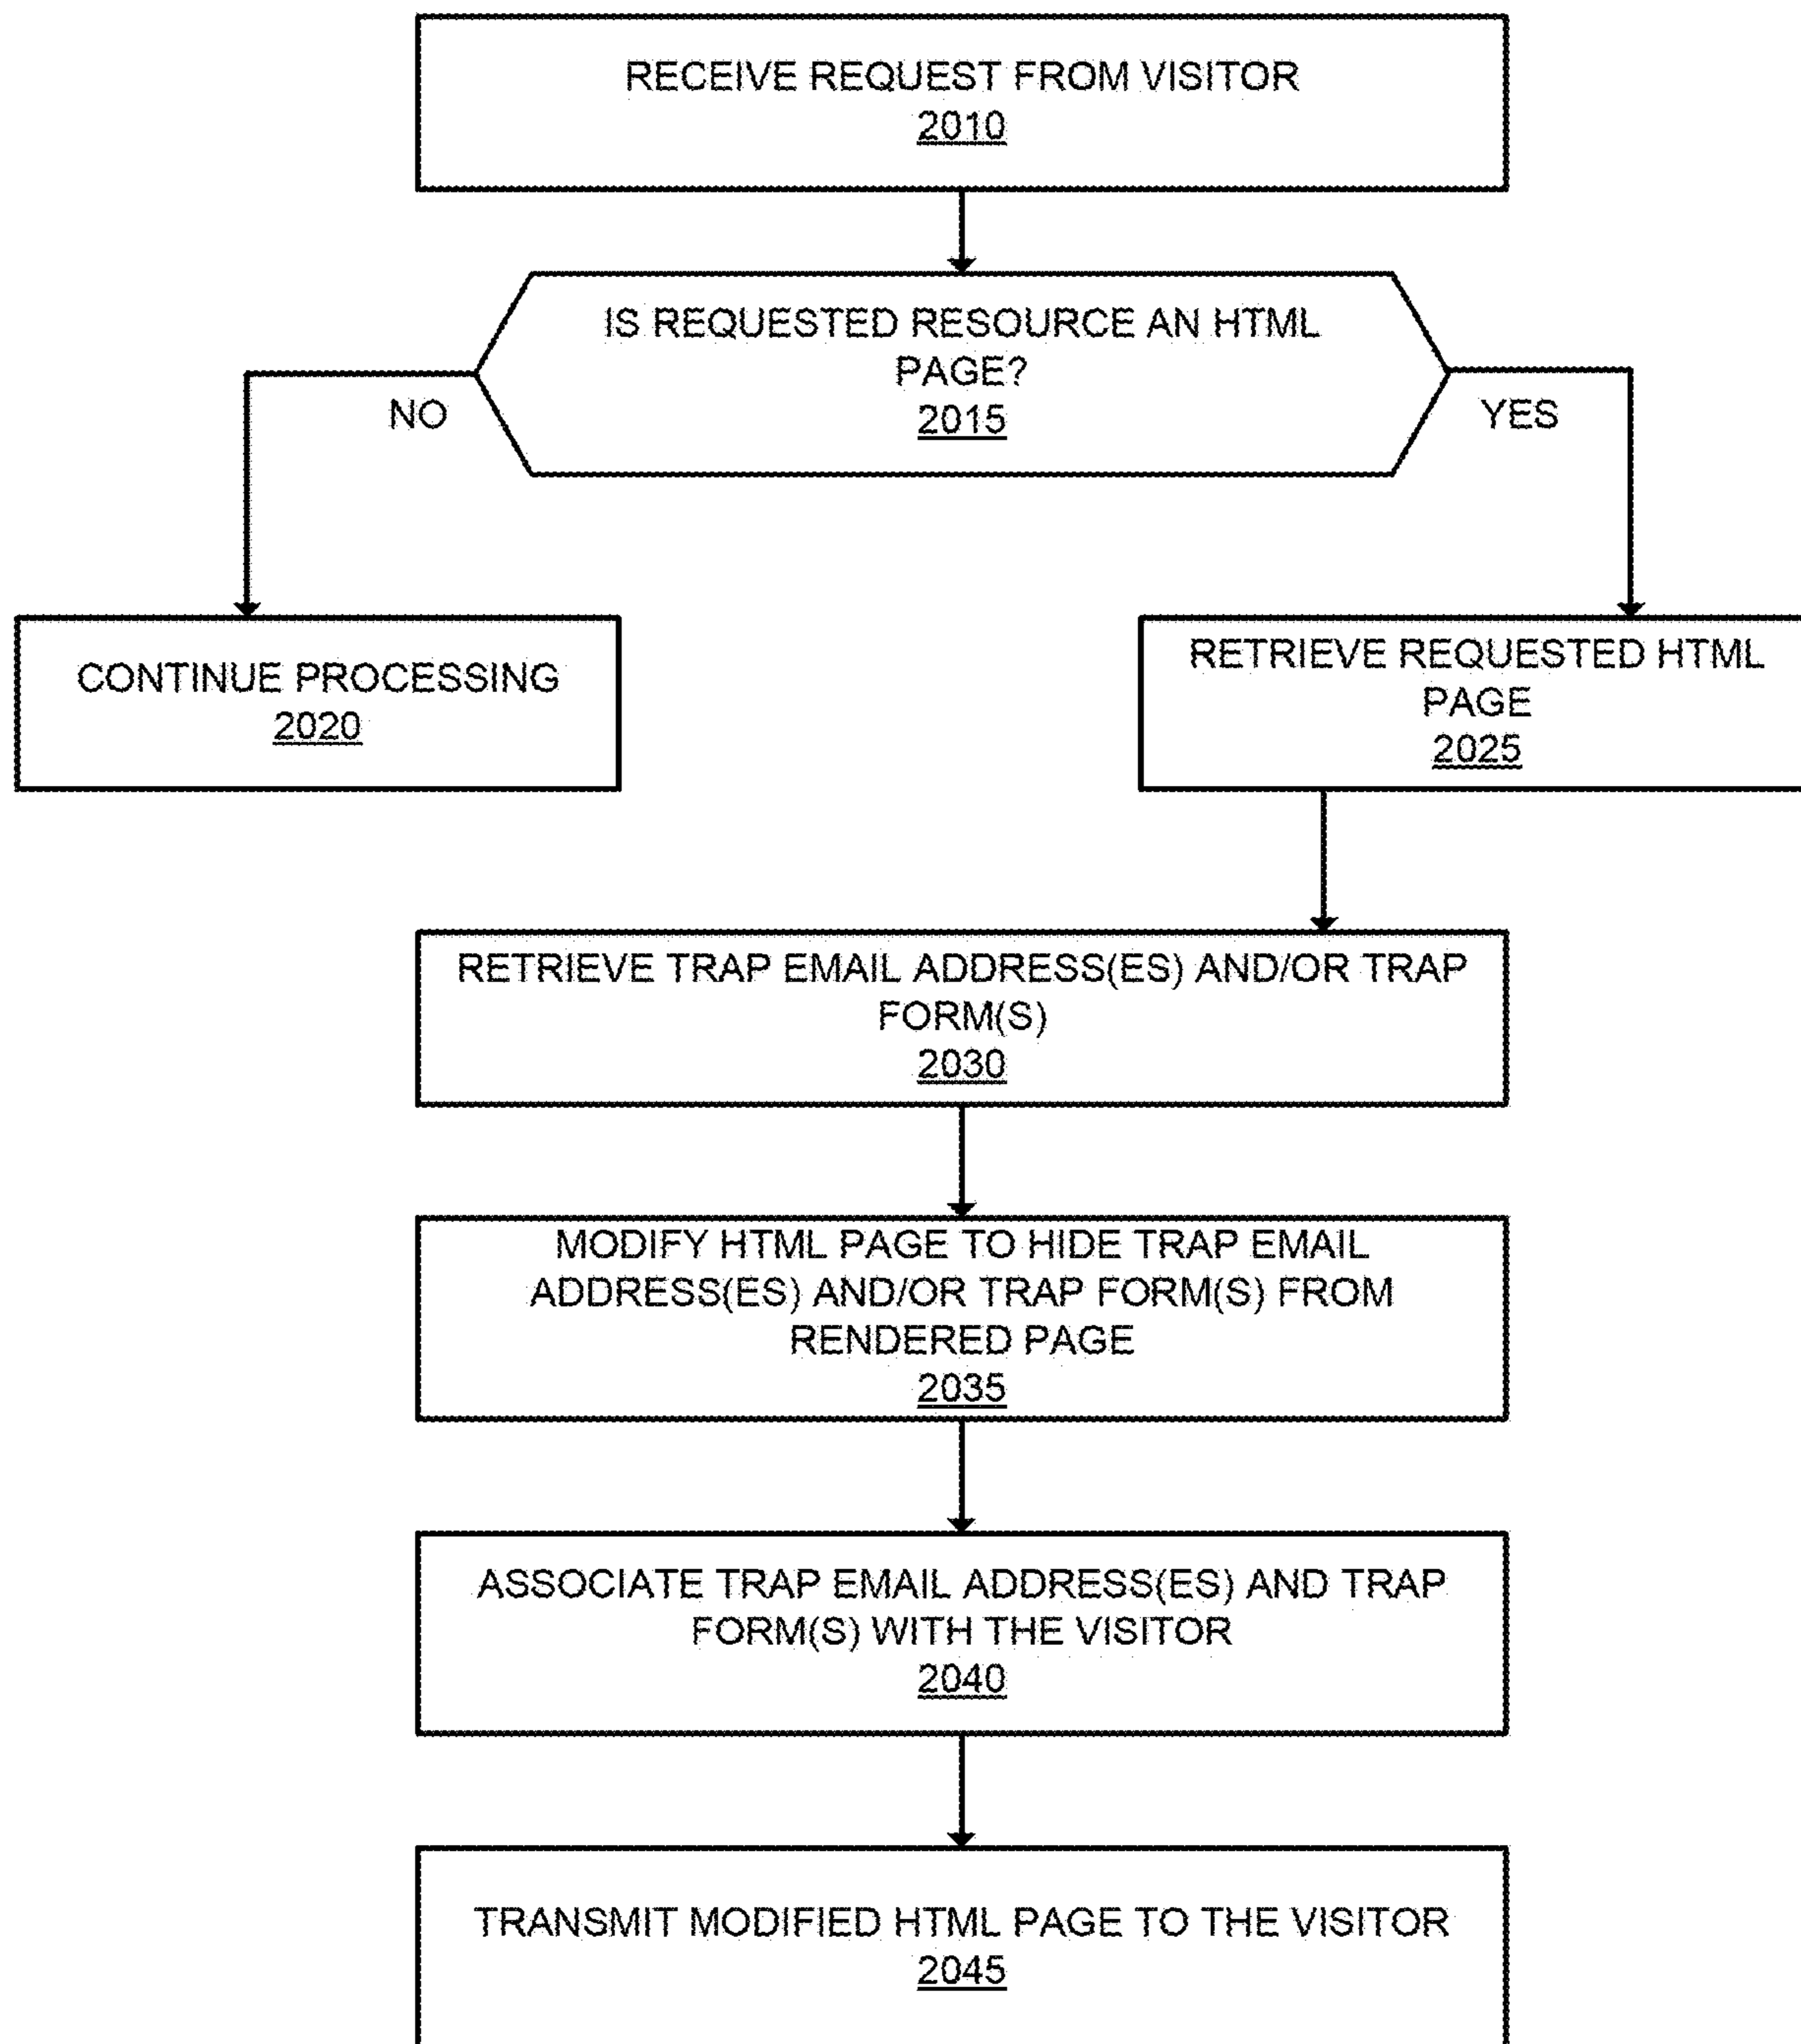 RECEIVE REQUEST FROM VISITOR
2010
IS REQUESTED RESOURCE AN HTML
PAGE?
2015
NO
YES
CONTINUE PROCESSING
2020
RETRIEVE REQUESTED HTML
PAGE
2025
RETRIEVE TRAP EMAIL ADDRESS(ES) AND/OR TRAP
FORM(S)
2030
MODIFY HTML PAGE TO HIDE TRAP EMAIL
ADDRESS(ES) AND/OR TRAP FORM(S) FROM
RENDERED PAGE
2035
ASSOCIATE TRAP EMAIL ADDRESS(ES) AND TRAP
FORM(S) WITH THE VISITOR
2040
TRANSMIT MODIFIED HTML PAGE TO THE VISITOR
2045